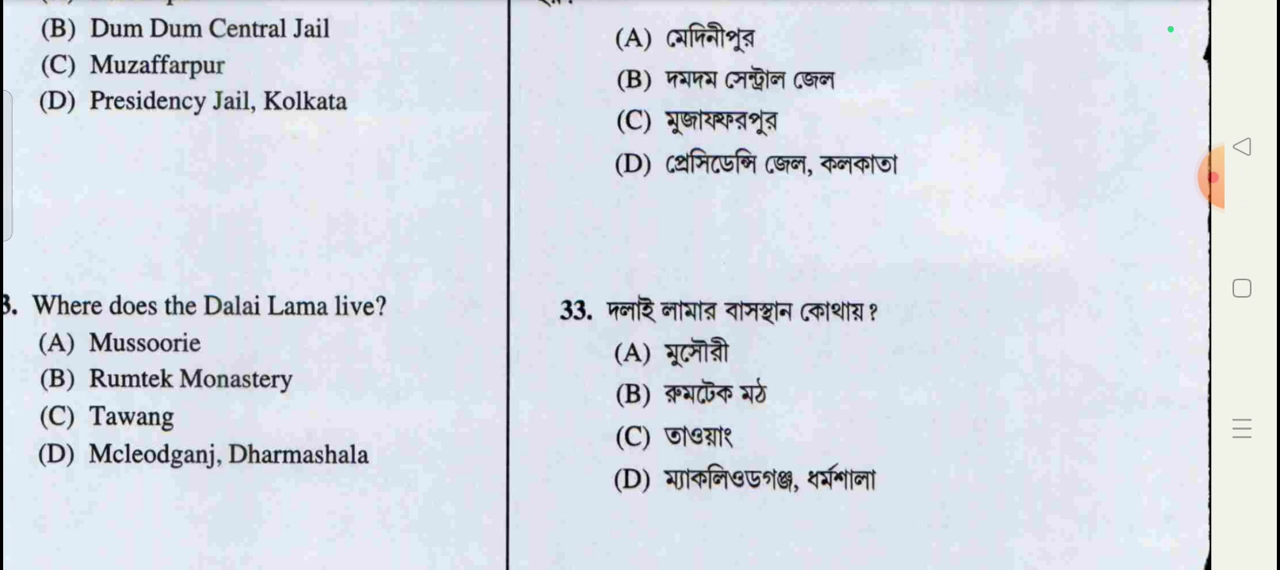 (B) Dum Dum Central Jail
(C) Muzaffarpur
(D) Presidency Jail, Kolkata
3. Where does the Dalai Lama live?
(A) Mussoorie
(B) Rumtek Monastery
(C) Tawang
(D) Mcleodganj, Dharmashala
(A) মেদিনীপুর
(B) দমদম সেন্ট্রাল জেল
(C) মুজাফফরপুর
(D) প্রেসিডেন্সি জেল, কলকাতা
33. দলাই লামার বাসস্থান কোথায় ?
(A) মুসৌরী
(B) রুমটেক মঠ
(C) তাওয়াং
(D) ম্যাকলিওডগঞ্জ, ধর্মশালা